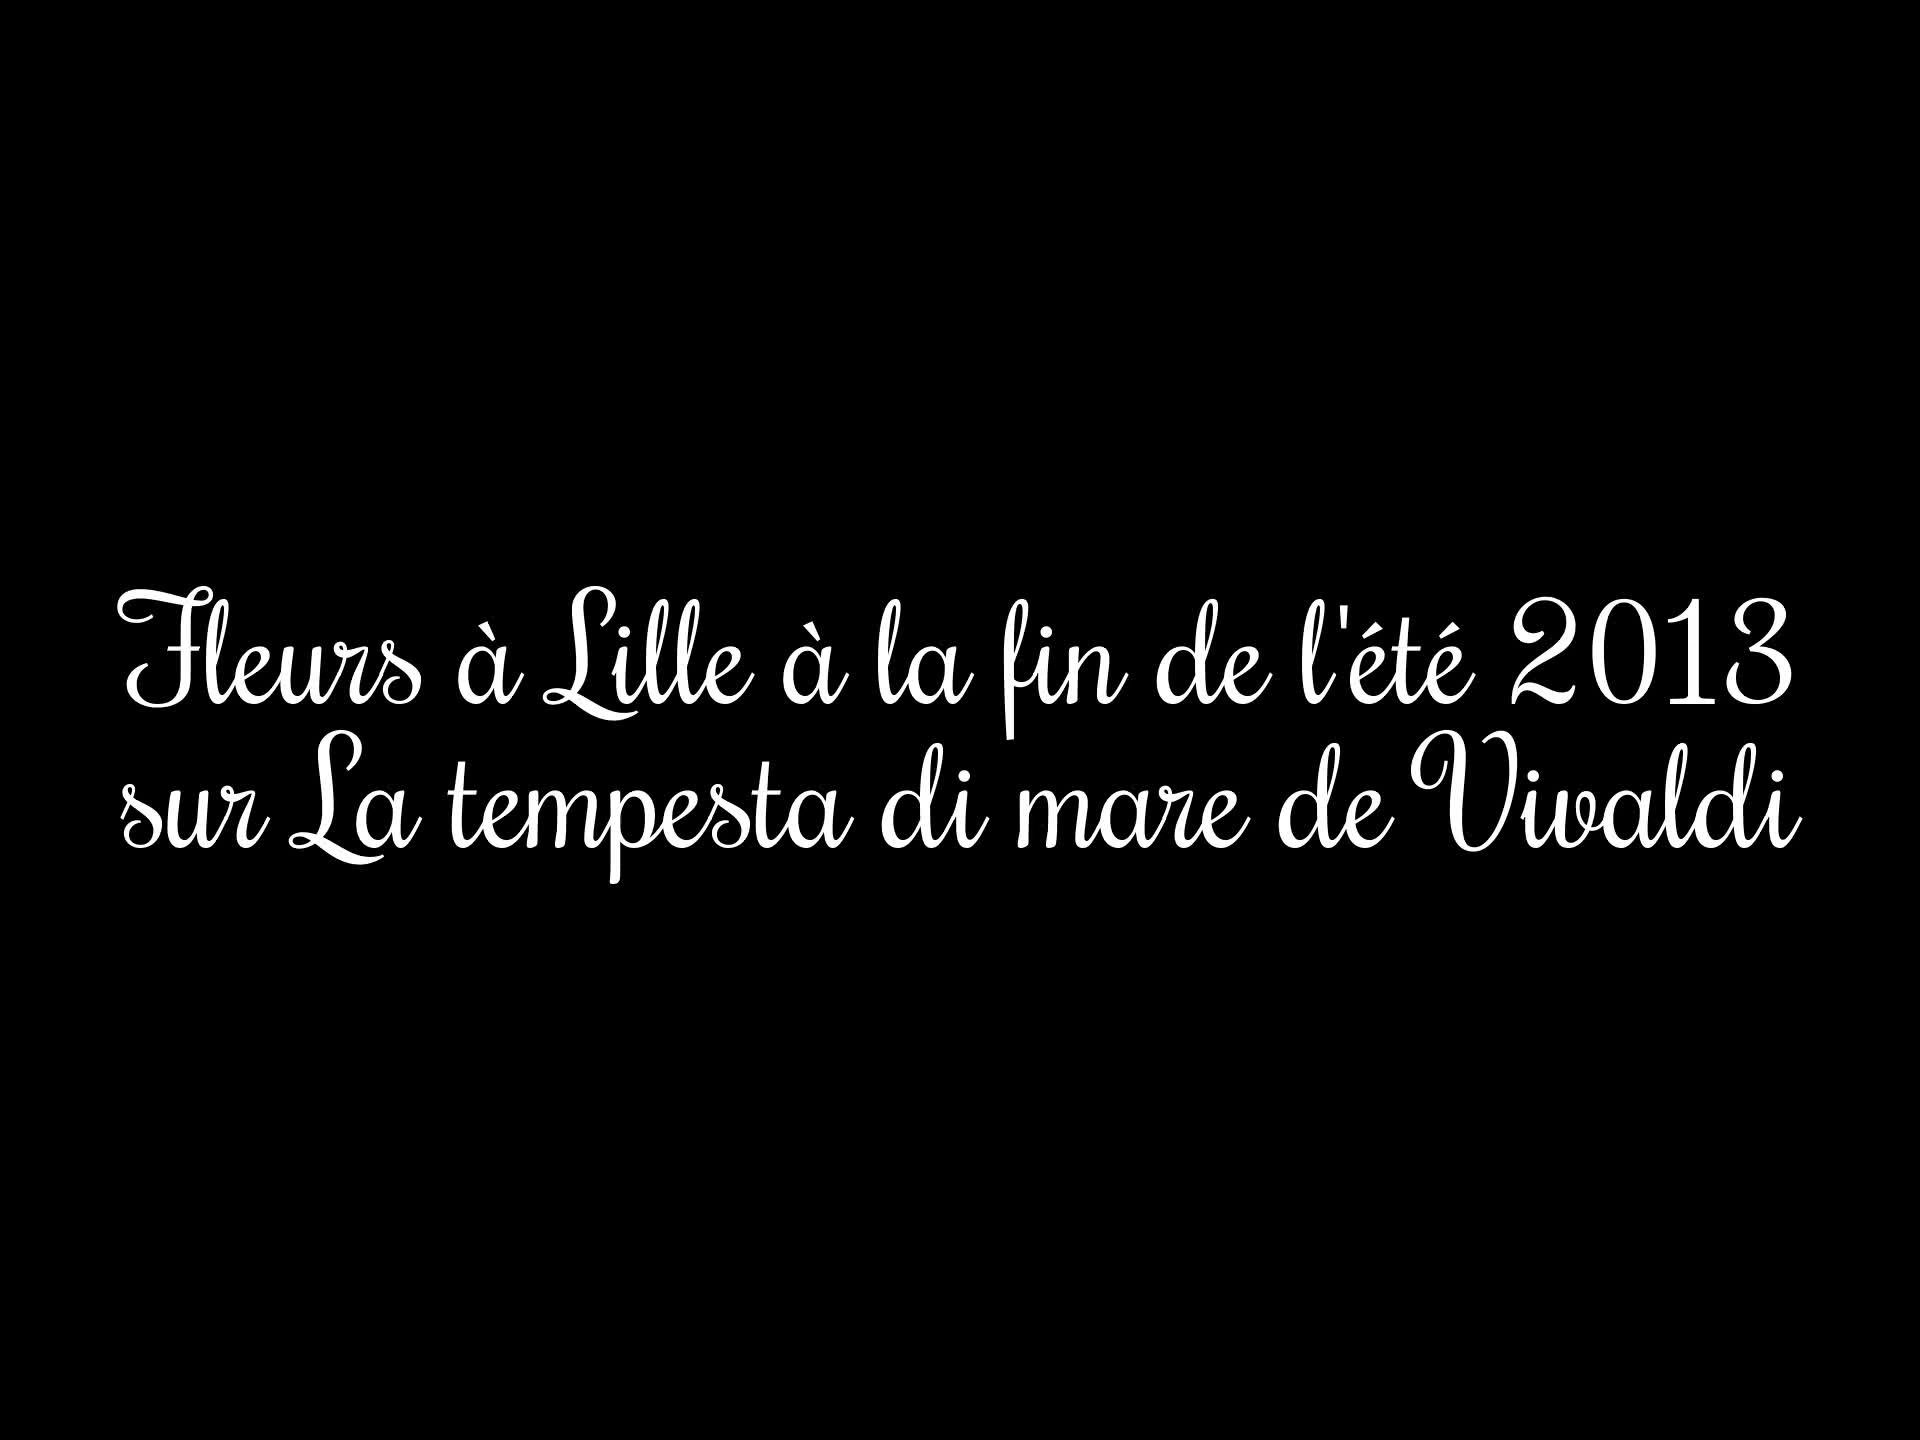 Fleurs à Lille à la fin de l'été 2013
sur La tempesta di mare de Vivaldi